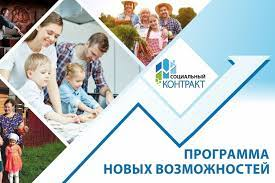 СОЦИАЛЬНЫЙ
КОНТРАКТ
ПРОГРАММА
НОВЫХ ВОЗМОЖНОСТЕЙ